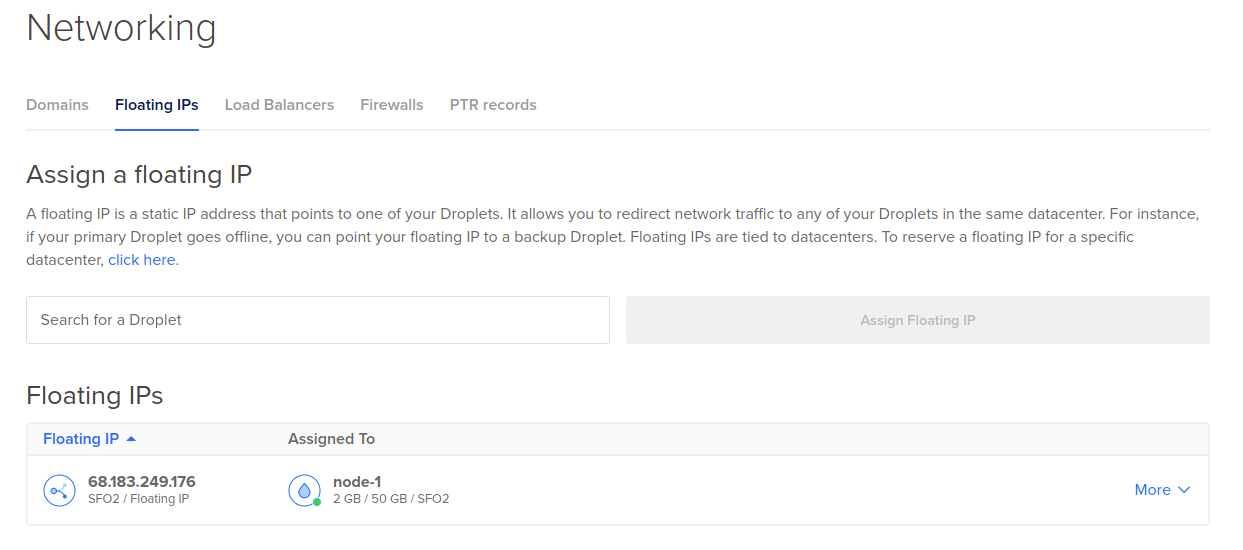 Networking
Domains
Floating IPs
Load Balancers
Firewalls
PTR records
Assign a floating IP
A floating IP is a static IP address that points to one of your Droplets. It allows you to redirect network traffic to any of your Droplets in the same datacenter. For instance,
if your primary Droplet goes offline, you can point your floating IP to a backup Droplet. Floating IPs are tied to datacenters. To reserve a floating IP for a specific
datacenter, click here.
Search for a Droplet
Assign Floating IP
Floating IPs
Floating IP
Assigned To
68.183.249.176
SFO2 / Floating IP
node-1
2 GB / 50 GB / SFO2
More